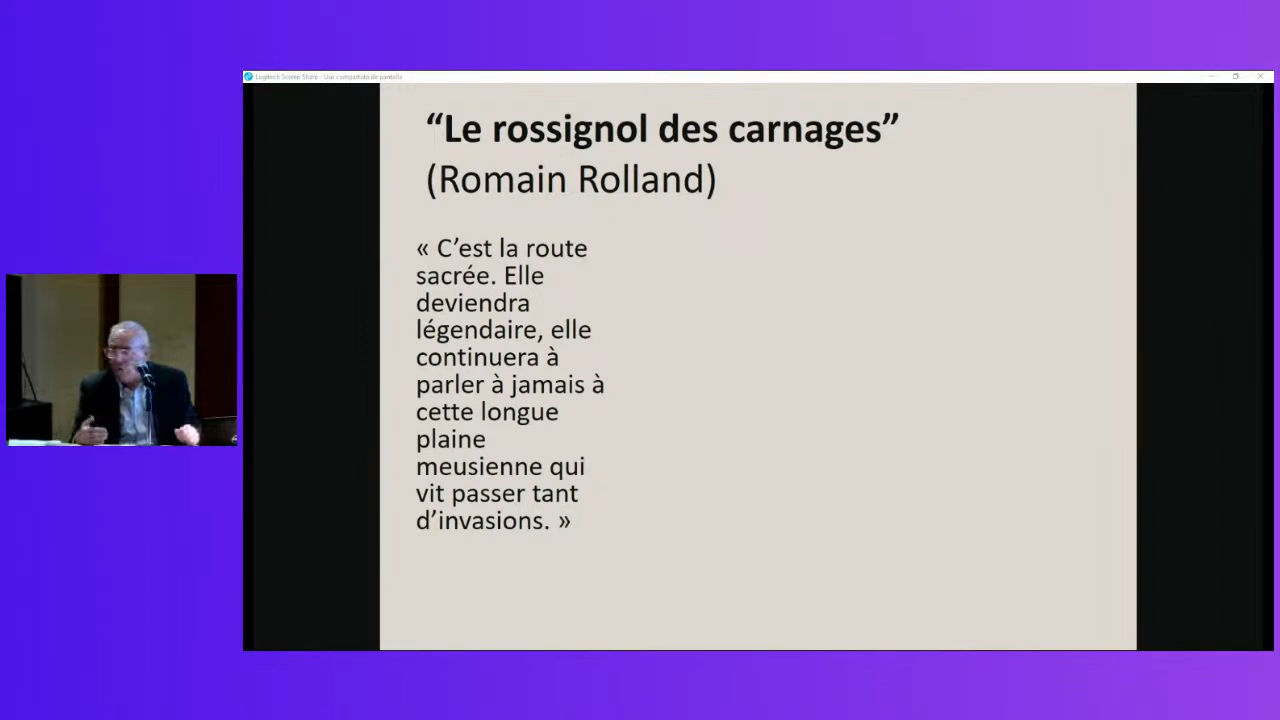 Logitech Screen Share - Uso compartido de pantalla
“Le rossignol des carnages”
(Romain Rolland)
« C’est la route
sacrée. Elle
deviendra
légendaire, elle
continuera à
parler à jamais à
cette longue
plaine
meusienne qui
vit passer tant
d’invasions. »